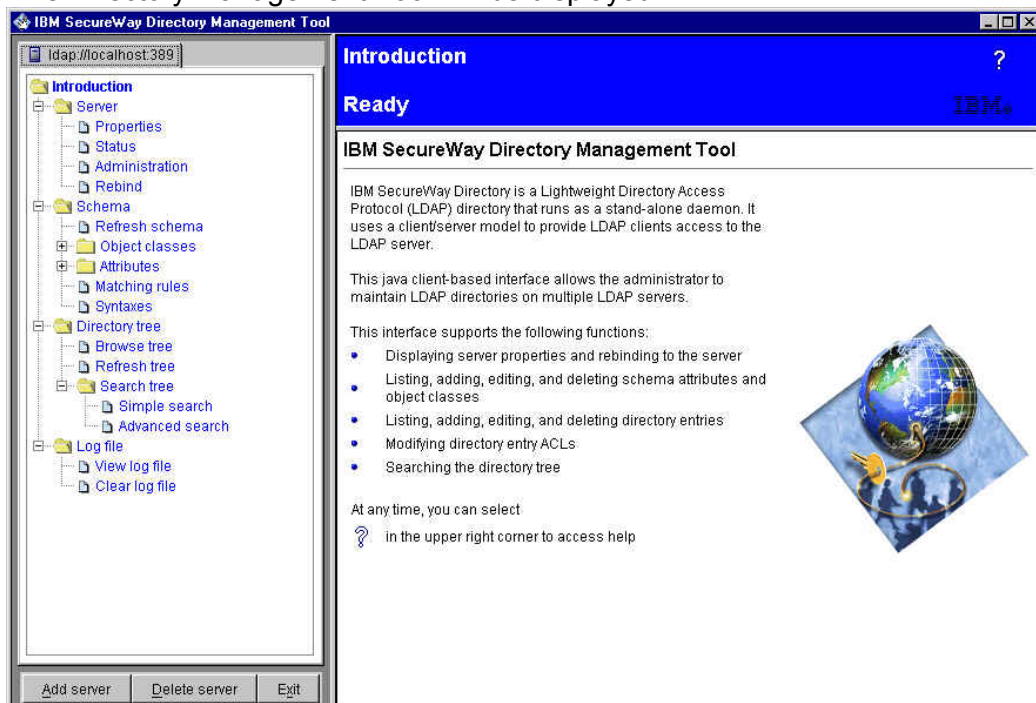 IBM SecureWay Directory Management Tool
ldap://localhost:389
Introduction
Server
Properties
Status
Administration
Rebind
Schema
Refresh schema
Object classes
Attributes
Matching rules
Syntaxes
Directory tree
Browse tree
Refresh tree
Search tree
Simple search
Advanced search
Log file
View log file
Clear log file
Add server Delete server Exit
Introduction ?
Ready IBM
IBM SecureWay Directory Management Tool
IBM SecureWay Directory is a Lightweight Directory Access
Protocol (LDAP) directory that runs as a stand-alone daemon. It
uses a client/server model to provide LDAP clients access to the
LDAP server.
This java client-based interface allows the administrator to
maintain LDAP directories on multiple LDAP servers.
This interface supports the following functions:
• Displaying server properties and rebinding to the server
• Listing, adding, editing, and deleting schema attributes and
object classes
• Listing, adding, editing, and deleting directory entries
• Modifying directory entry ACLs
• Searching the directory tree
At any time, you can select
? in the upper right corner to access help